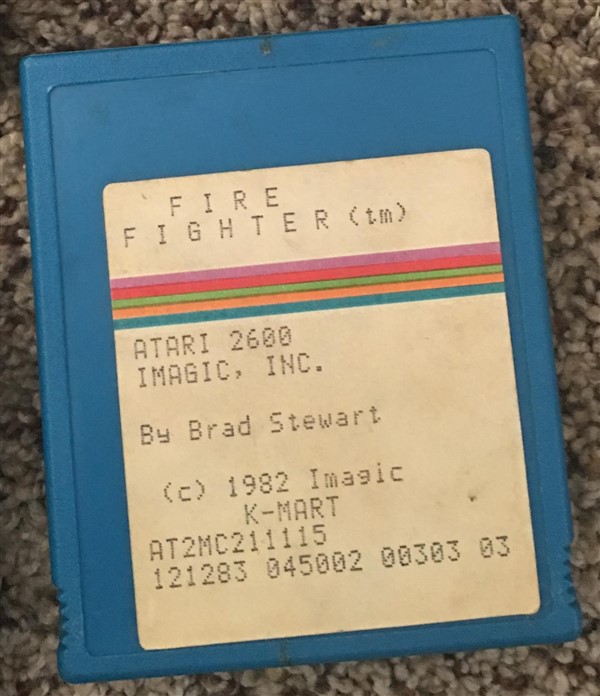 F I R E
F I G H T E R (tm)
ATARI 2600
IMAGIC, INC.
By Brad Stewart
(c) 1982 Imagic
K-MART
AT2MC211115
121283 045002 00303 03